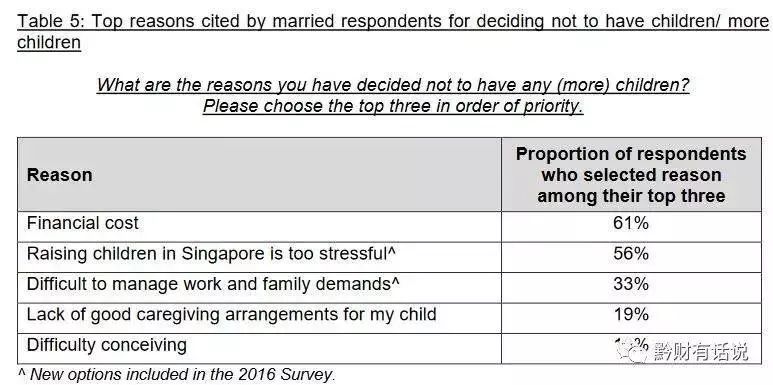 Table 5: Top reasons cited by married respondents for deciding not to have children/ more
children
What are the reasons you have decided not to have any (more) children?
Please choose the top three in order of priority.
Reason
Proportion of respondents
who selected reason
among their top three
Financial cost 61%
Raising children in Singapore is too stressful^ 56%
Difficult to manage work and family demands^ 33%
Lack of good caregiving arrangements for my child 19%
Difficulty conceiving
^ New options included in the 2016 Survey.
黔财有话说